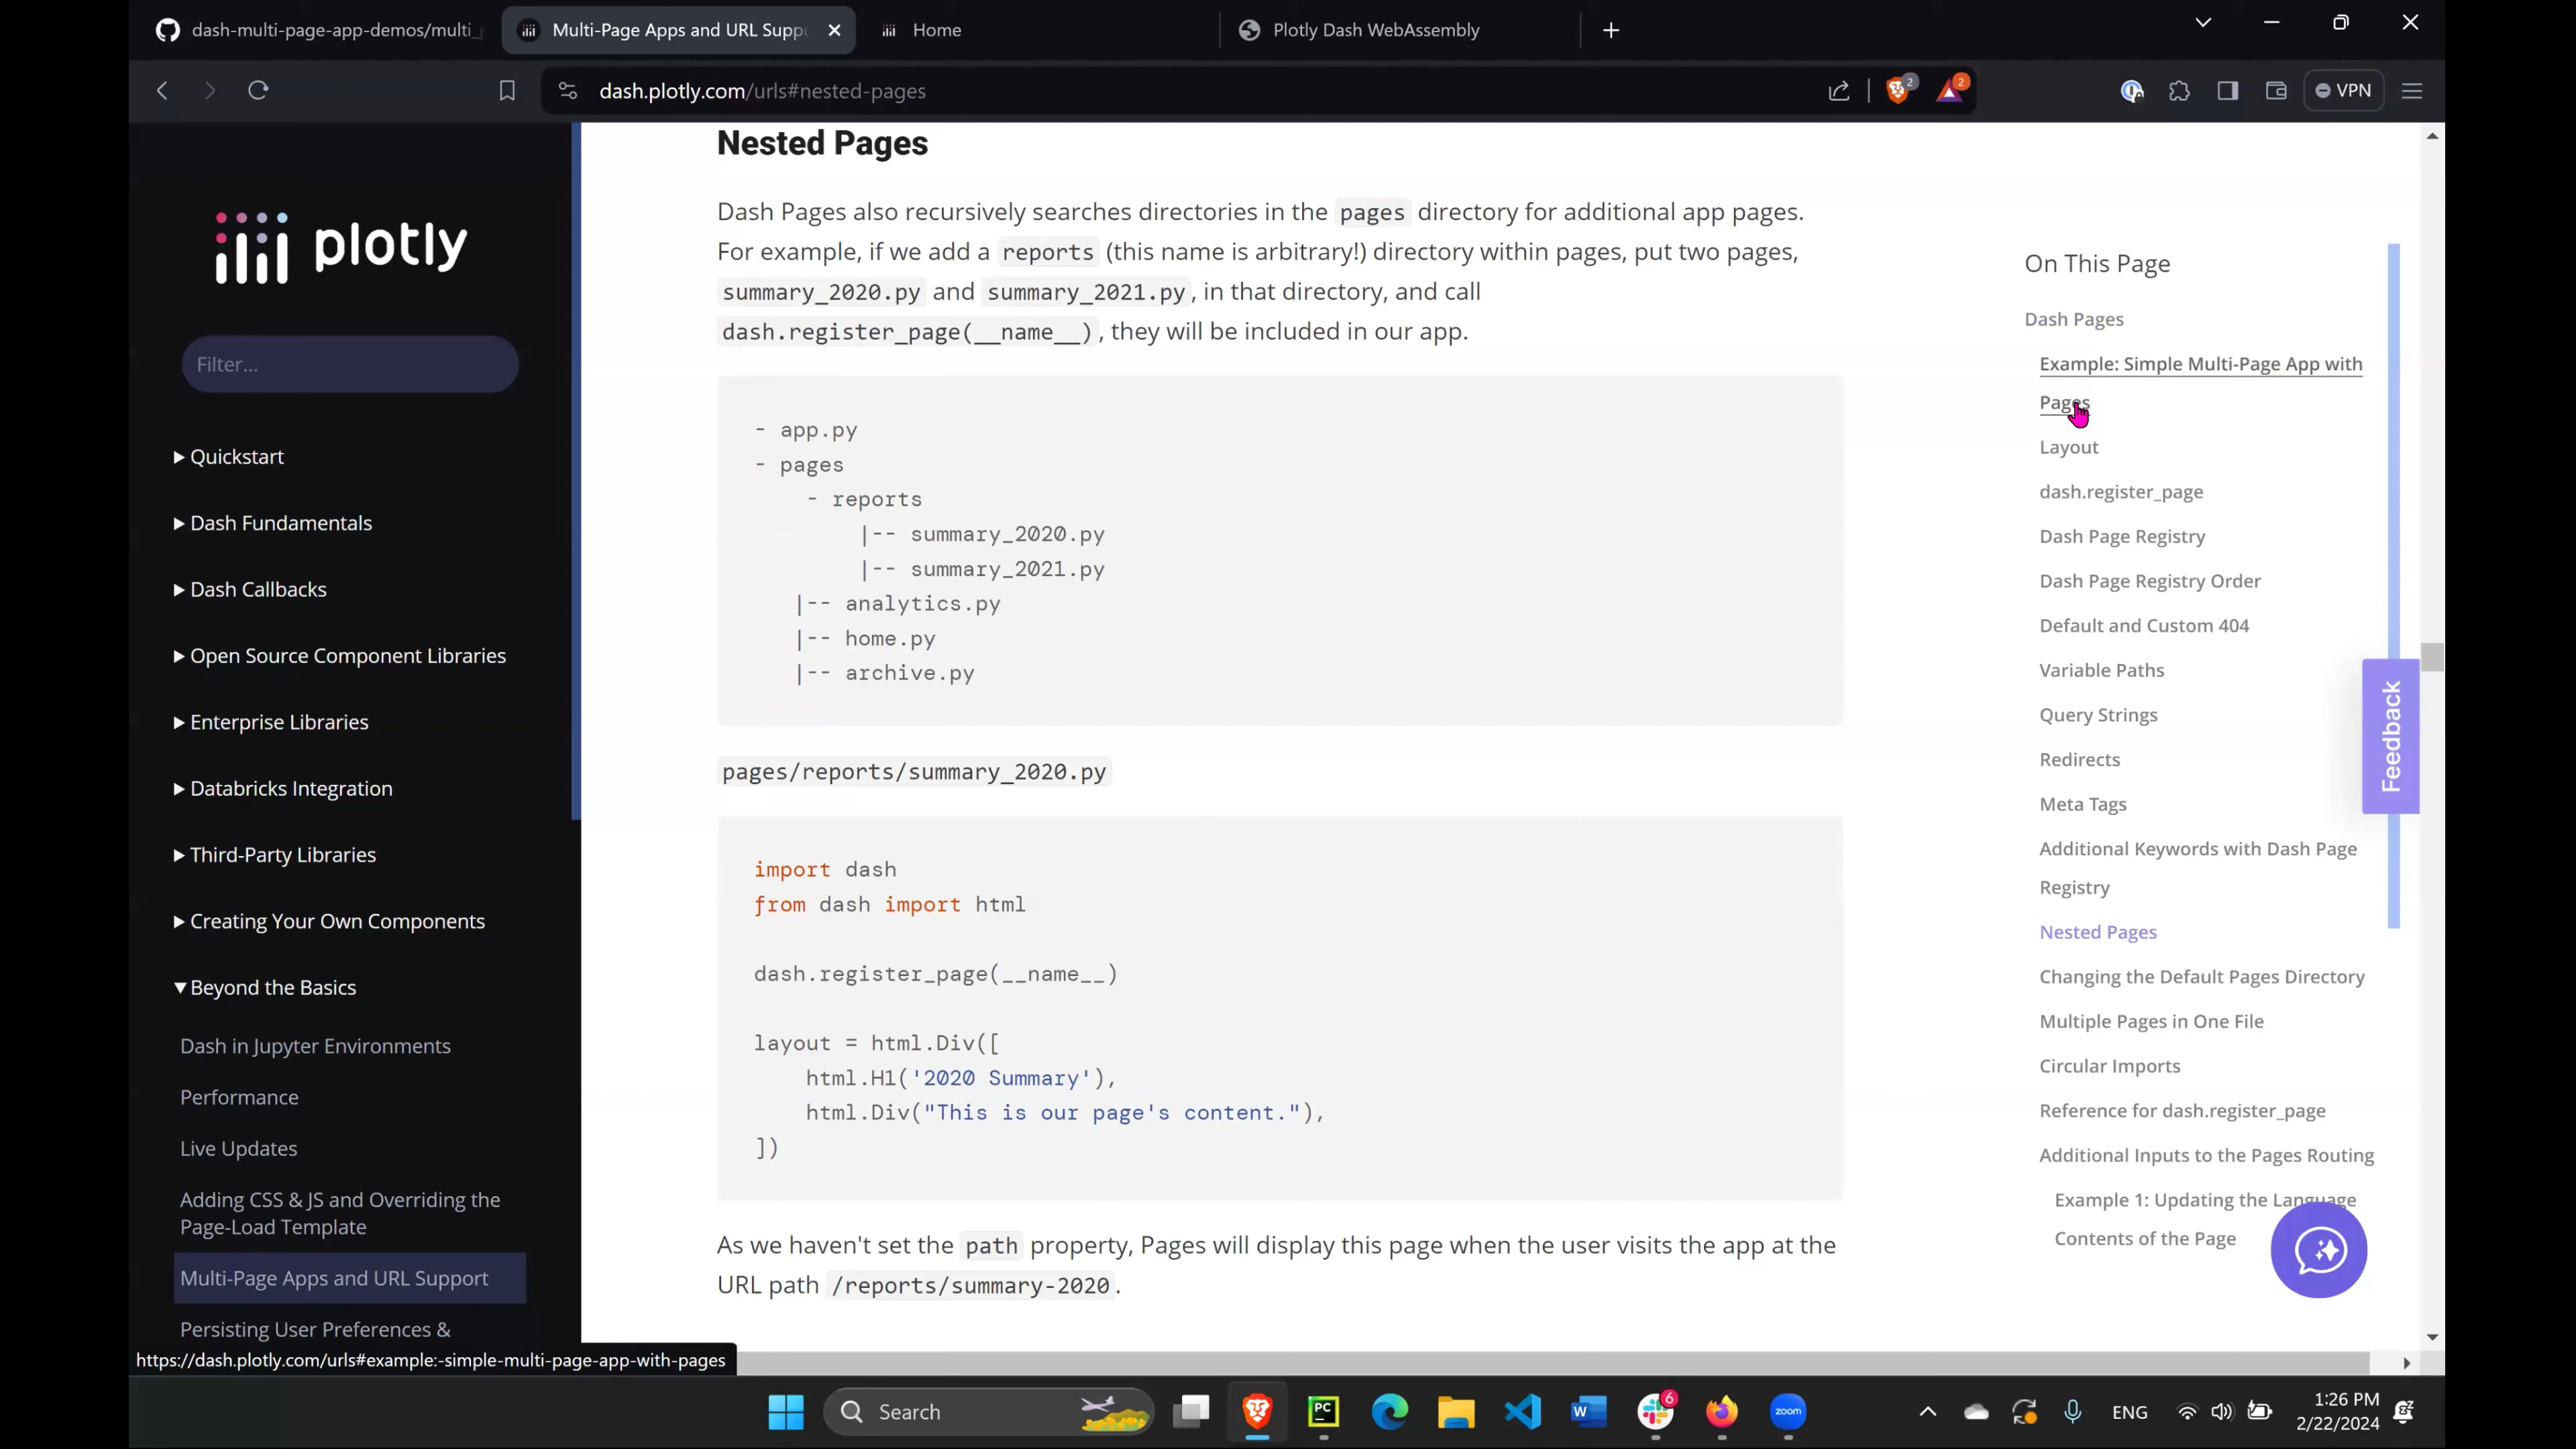 dash-multi-page-app-demos/multi_
Multi-Page Apps and URL Supp
Home
Plotly Dash WebAssembly
dash.plotly.com/urls#nested-pages
2
2
VPN
plotly
Filter...
Quickstart
Dash Fundamentals
Dash Callbacks
Open Source Component Libraries
Enterprise Libraries
Databricks Integration
Third-Party Libraries
Creating Your Own Components
Beyond the Basics
Dash in Jupyter Environments
Performance
Live Updates
Adding CSS & JS and Overriding the
Page-Load Template
Multi-Page Apps and URL Support
Persisting User Preferences &
https://dash.plotly.com/urls#example:-simple-multi-page-app-with-pages
Nested Pages
Dash Pages also recursively searches directories in the pages directory for additional app pages.
For example, if we add a reports (this name is arbitrary!) directory within pages, put two pages,
summary_2020.py and summary_2021.py, in that directory, and call
dash.register_page(__name__), they will be included in our app.
- app.py
- pages
- reports
|-- summary_2020.py
|-- summary_2021.py
|-- analytics.py
|-- home.py
|-- archive.py
pages/reports/summary_2020.py
import dash
from dash import html
dash.register_page(__name__)
layout = html.Div([
html.H1('2020 Summary'),
html.Div("This is our page's content."),
])
As we haven't set the path property, Pages will display this page when the user visits the app at the
URL path /reports/summary-2020.
On This Page
Dash Pages
Example: Simple Multi-Page App with
Pages
Layout
dash.register_page
Dash Page Registry
Dash Page Registry Order
Default and Custom 404
Variable Paths
Query Strings
Redirects
Meta Tags
Additional Keywords with Dash Page
Registry
Nested Pages
Changing the Default Pages Directory
Multiple Pages in One File
Circular Imports
Reference for dash.register_page
Additional Inputs to the Pages Routing
Example 1: Updating the Language
Contents of the Page
Feedback
Search
PC
W
6
zoom
ENG
1:26 PM
2/22/2024